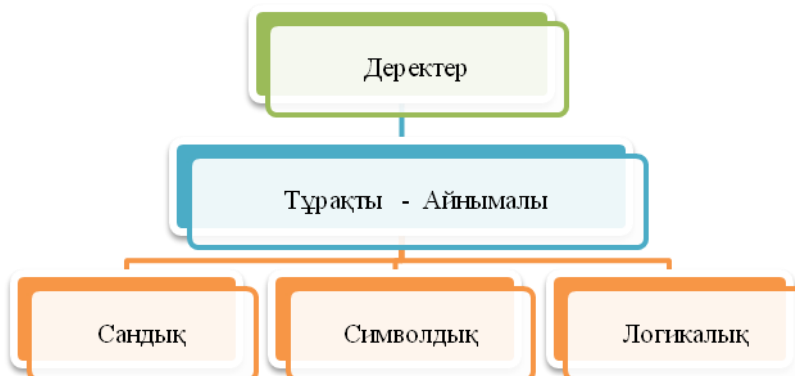 Деректер
Тұрақты - Айнымалы
Сандық Символдық Логикалық